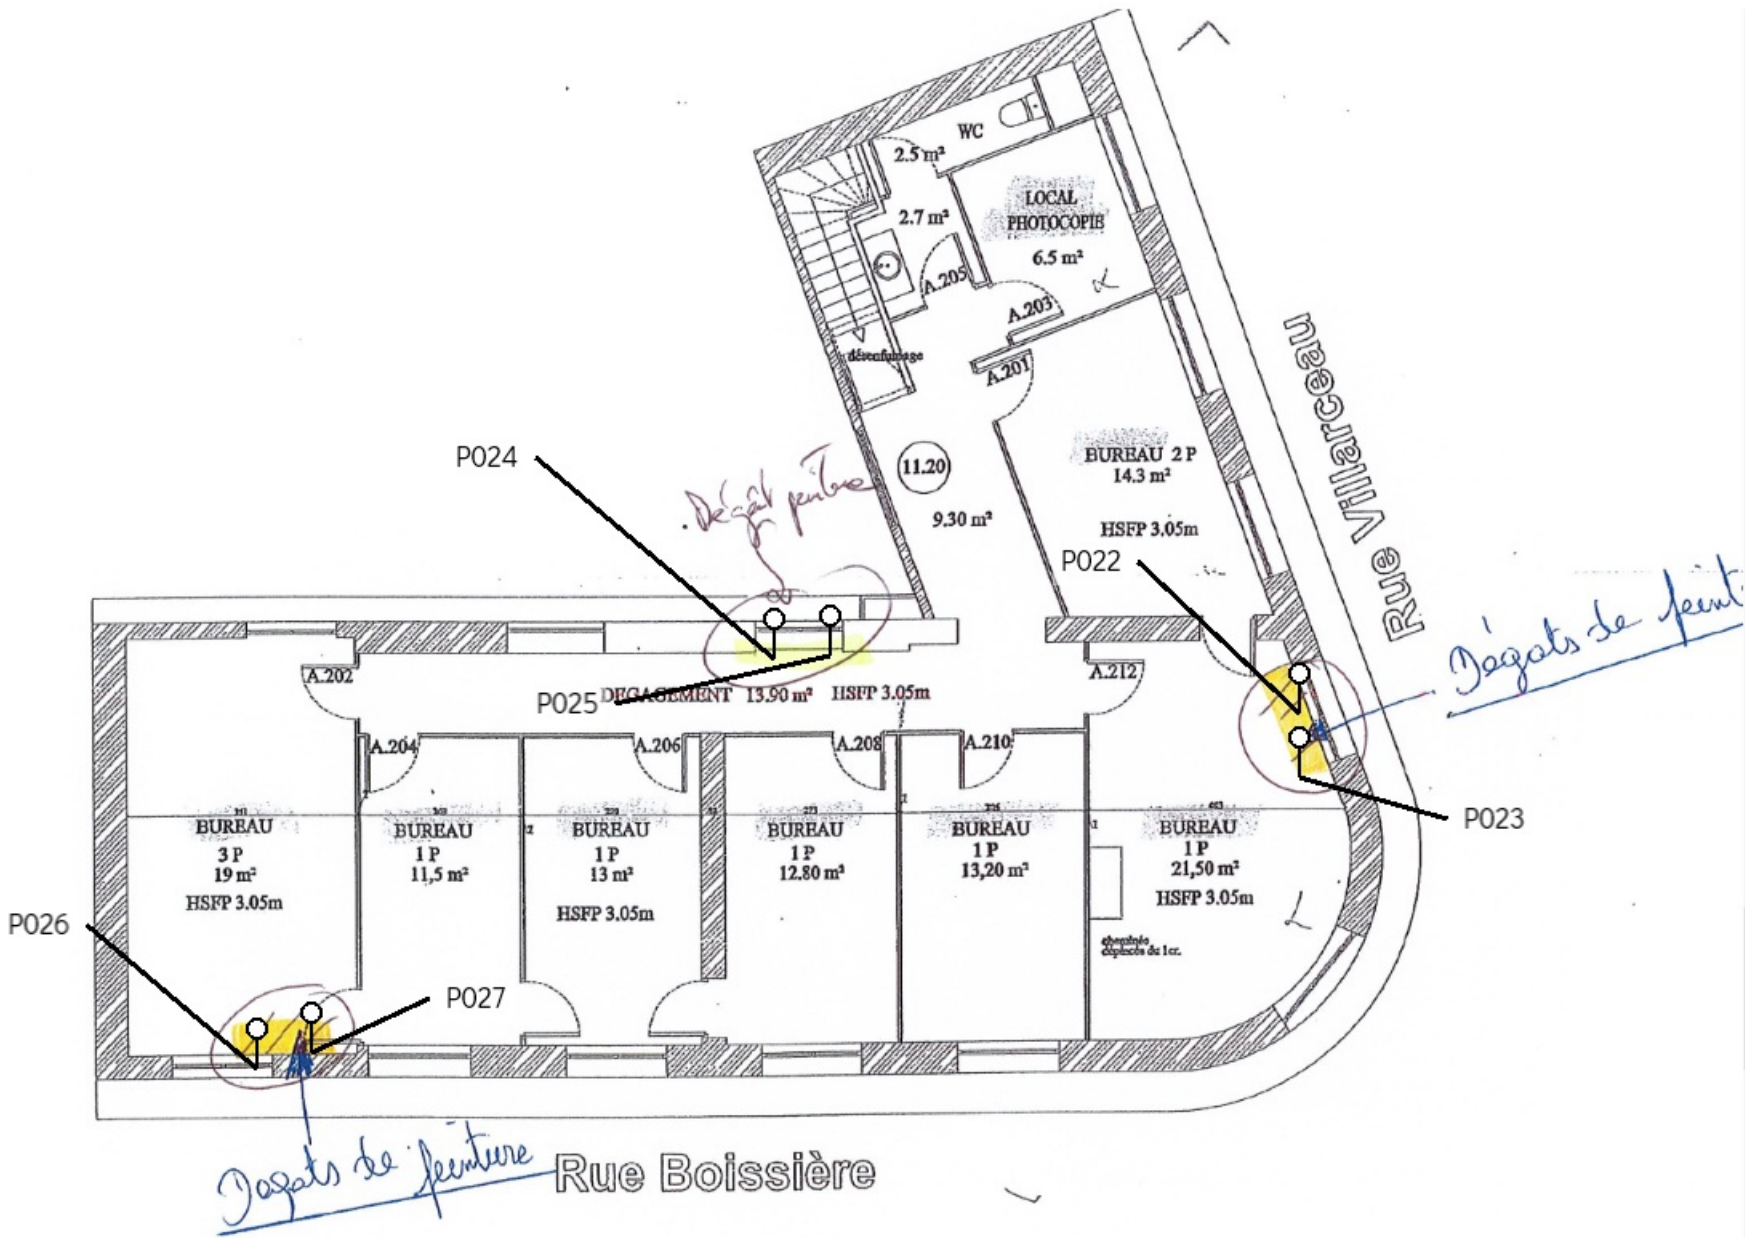 WC
2.5 m²
LOCAL
PHOTOCOPIE
6.5 m²
2.7 m²
A.205
A.203
désenfumage
A.201
Rue Villarceau
P024
Dégât peinture
11.20
9.30 m²
BUREAU 2 P
14.3 m²
HSFP 3.05m
P022
Dégats de peint
A.202
P025
DEGAGEMENT 13.90 m² HSFP 3.05m
A.212
A.204
A.206
A.208
A.210
P023
BUREAU
3 P
19 m²
HSFP 3.05m
BUREAU
1 P
11,5 m²
BUREAU
1 P
13 m²
HSFP 3.05m
BUREAU
1 P
12.80 m²
BUREAU
1 P
13,20 m²
BUREAU
1 P
21,50 m²
HSFP 3.05m
cheminée
P026
P027
Degats de peinture
Rue Boissière